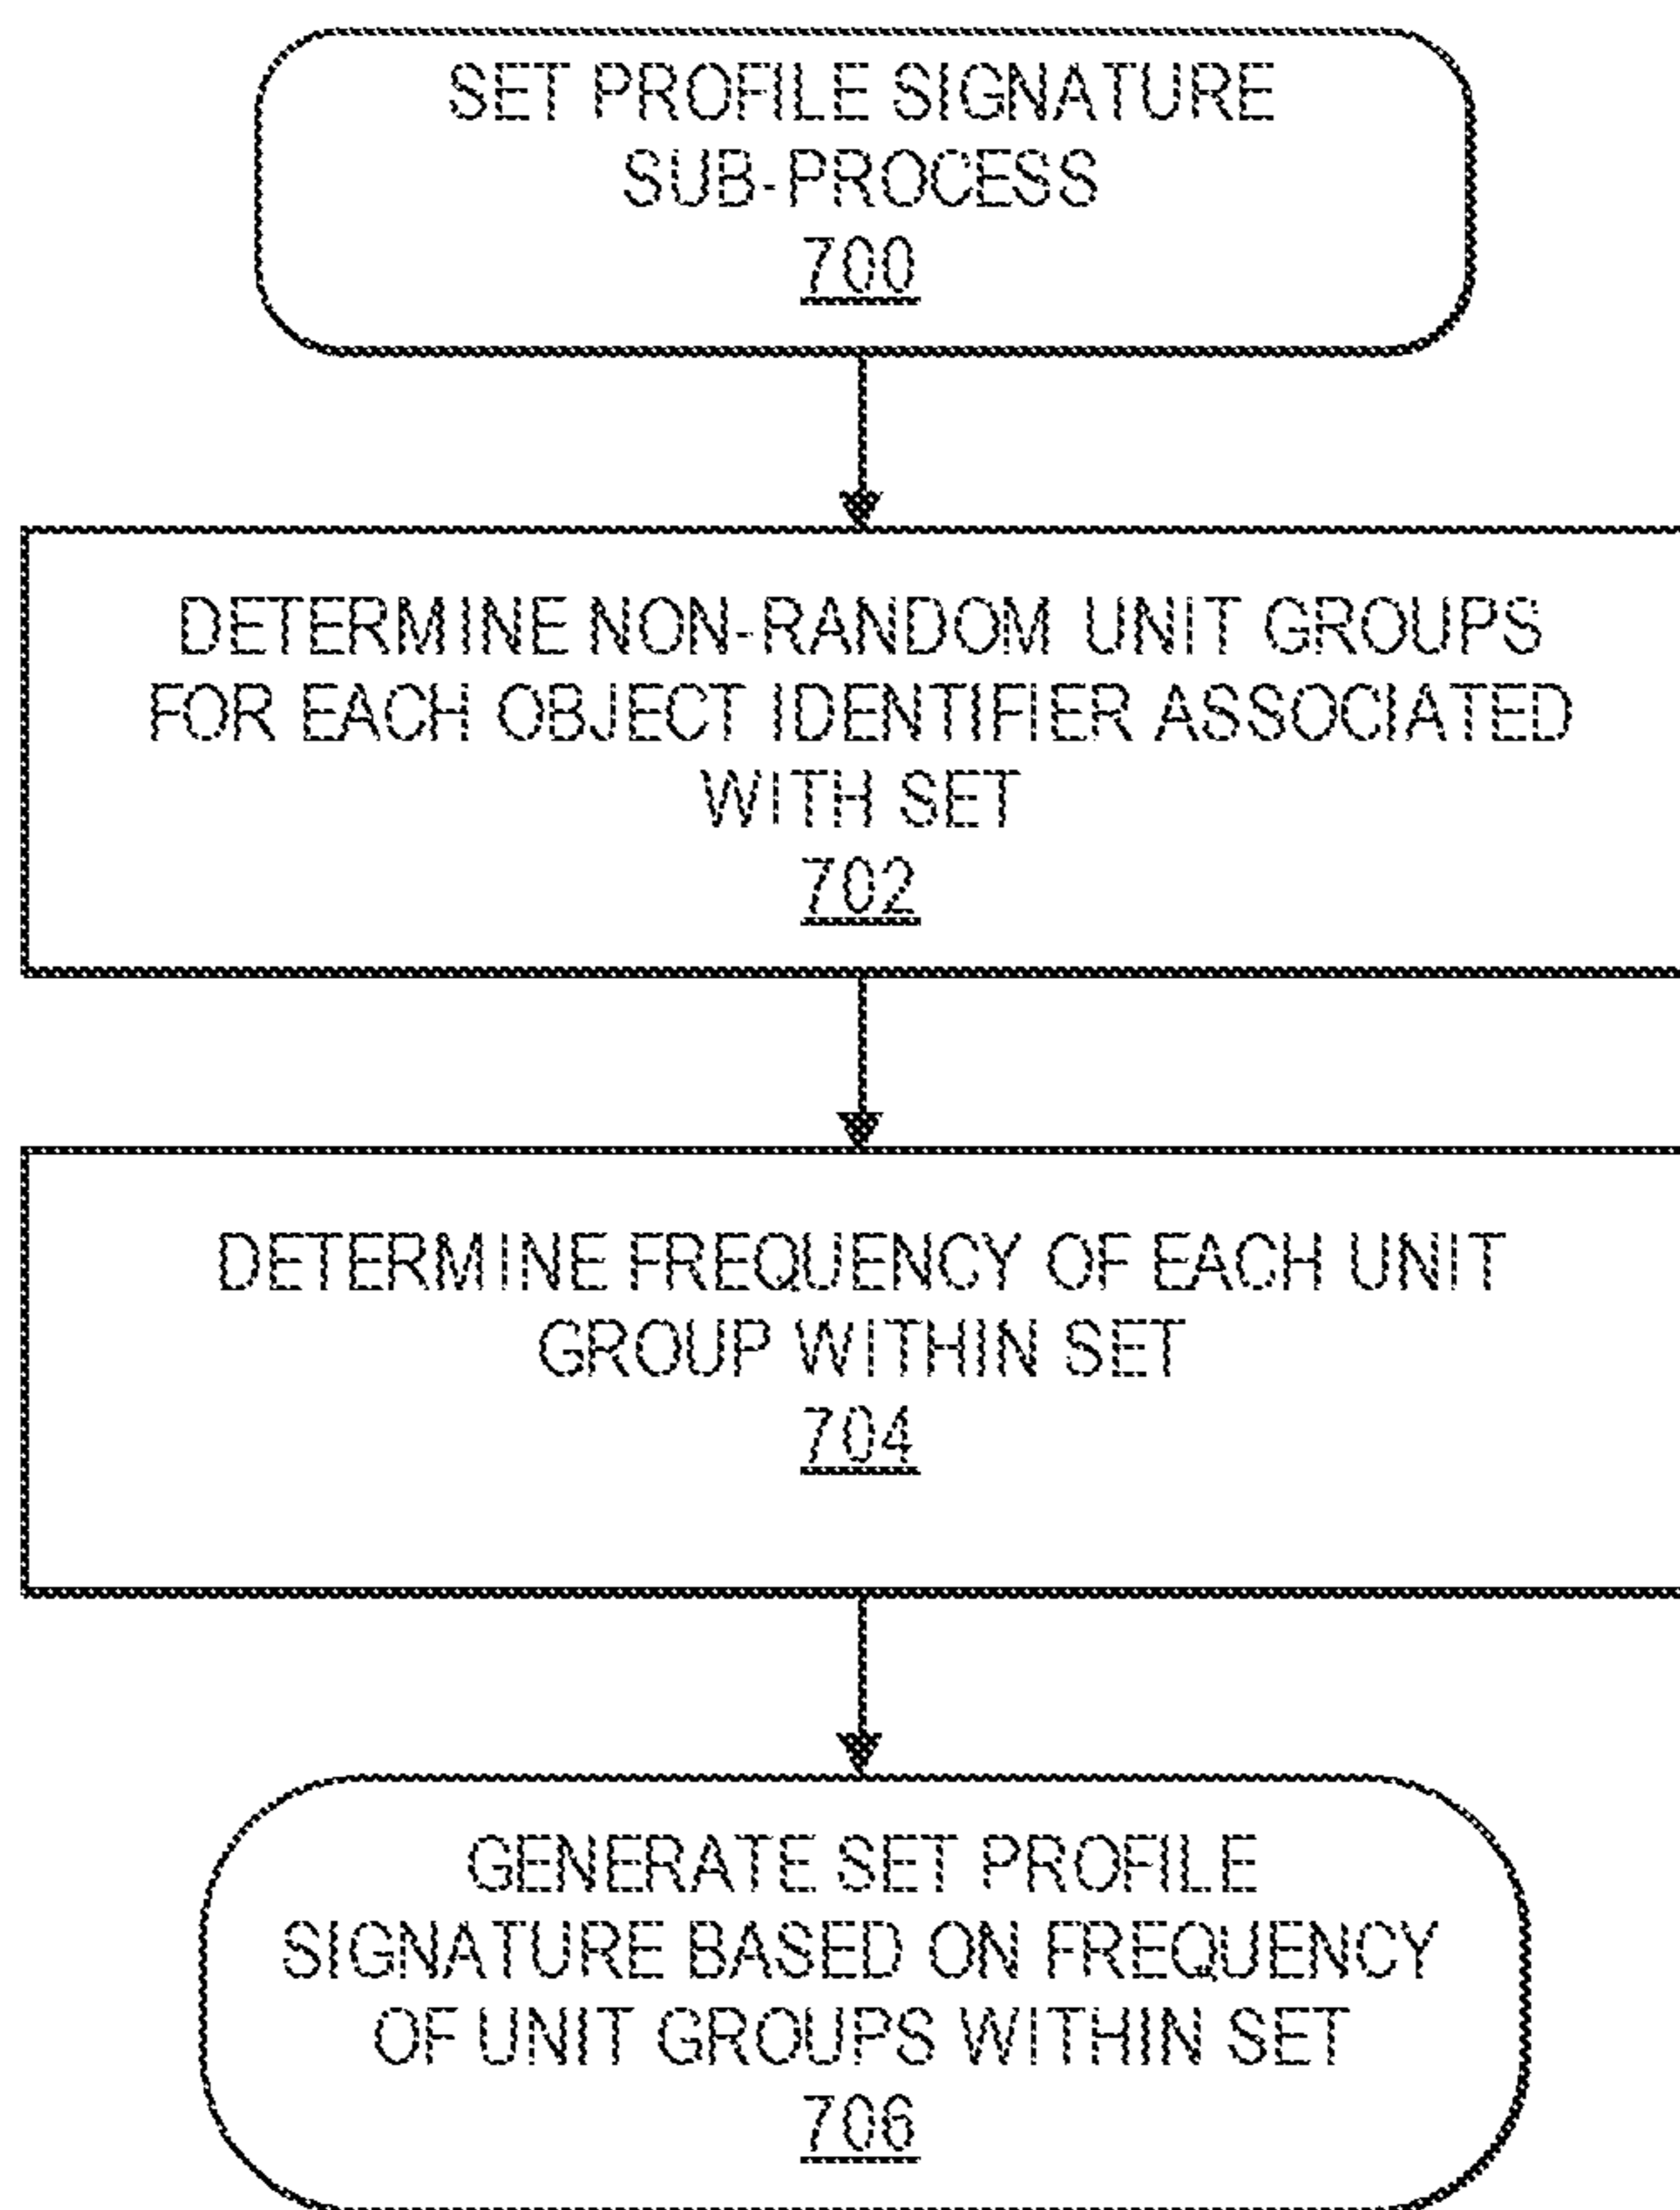 SET PROFILE SIGNATURE
SUB-PROCESS
700
DETERMINE NON-RANDOM UNIT GROUPS
FOR EACH OBJECT IDENTIFIER ASSOCIATED
WITH SET
702
DETERMINE FREQUENCY OF EACH UNIT
GROUP WITHIN SET
704
GENERATE SET PROFILE
SIGNATURE BASED ON FREQUENCY
OF UNIT GROUPS WITHIN SET
706